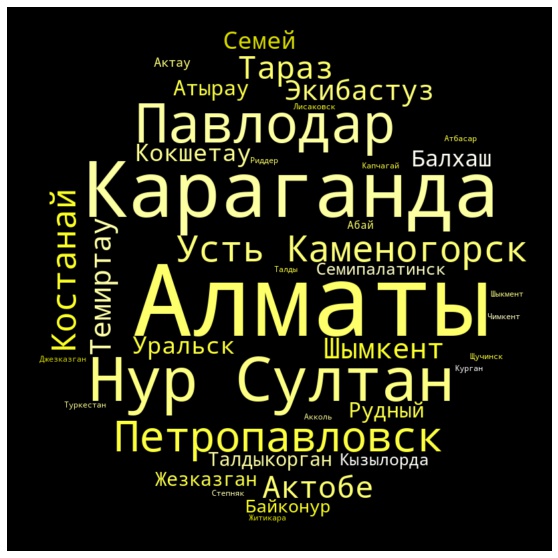 Семей
Актау
Тараз
Атырау
Экибастуз
Лисаковск
Павлодар
Атбасар
Кокшетау
Риддер
Капчагай
Балхаш
Караганда
Костанай
Темиртау
Абай
Усть Каменогорск
Талды
Семипалатинск
Алматы
Шыкмент
Чимкент
Уральск
Шымкент
Джезказган
Щучинск
Курган
Нур Султан
Туркестан
Акколь
Рудный
Петропавловск
Талдыкорган
Кызылорда
Жезказган
Актобе
Степняк
Байконур
Житикара